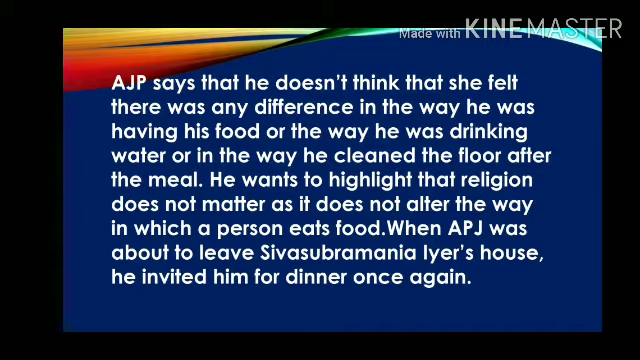 Made with KINEMASTER
AJP says that he doesn't think that she felt
there was any difference in the way he was
having his food or the way he was drinking
water or in the way he cleaned the floor after
the meal. He wants to highlight that religion
does not matter as it does not alter the way
in which a person eats food.When APJ was
about to leave Sivasubramania Iyer's house,
he invited him for dinner once again.